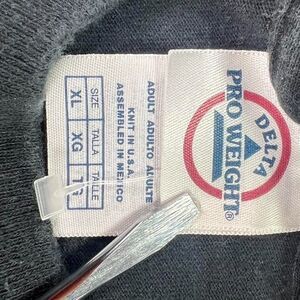 DELTA
PRO WEIGHT®
ADULT ADULTO ADULTE
KNIT IN U.S.A.
ASSEMBLED IN MEXICO
SIZE TALLA TAILLE
XL XG